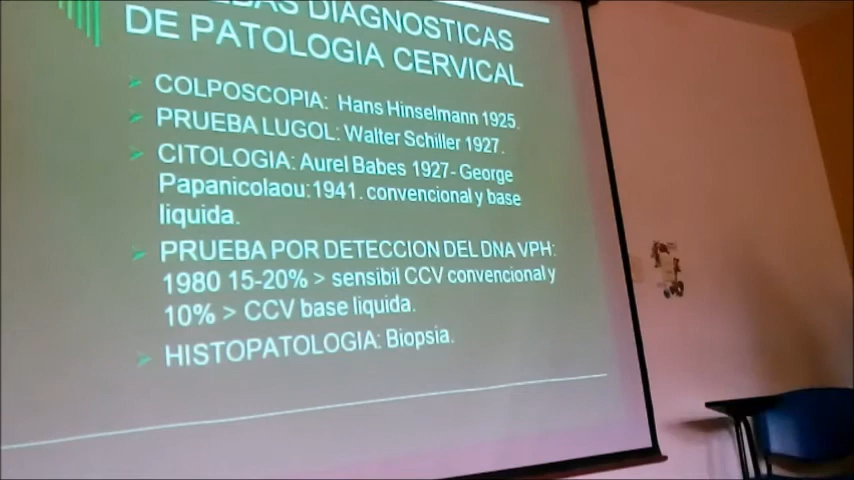 DIAGNOSTICAS
DE PATOLOGIA CERVICAL
COLPOSCOPIA: Hans Hinselmann 1925.
PRUEBA LUGOL: Walter Schiller 1927.
CITOLOGIA: Aurel Babes 1927- George
Papanicolaou:1941. convencional y base
liquida.
PRUEBA POR DETECCION DEL DNA VPH:
1980 15-20% > sensibil CCV convencional y
10% > CCV base liquida.
HISTOPATOLOGIA: Biopsia.